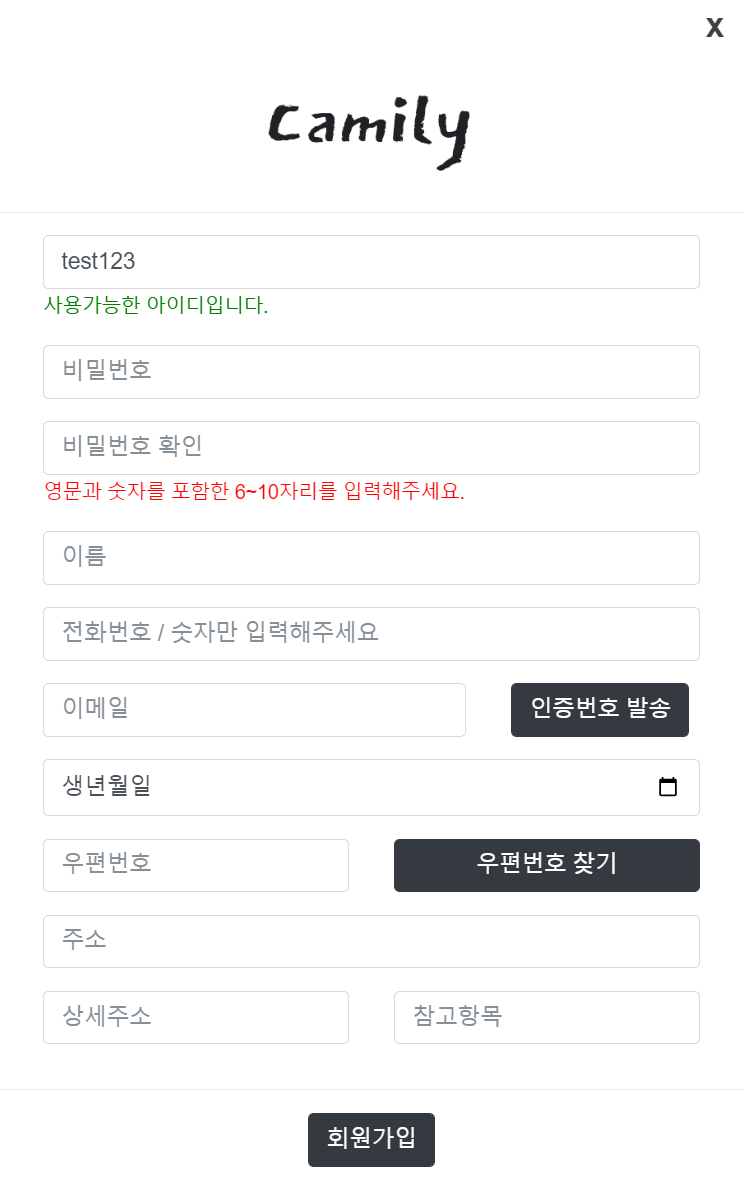 X
Camily
test123
사용가능한 아이디입니다.
비밀번호
비밀번호 확인
영문과 숫자를 포함한 6~10자리를 입력해주세요.
이름
전화번호 / 숫자만 입력해주세요
이메일 인증번호 발송
생년월일
우편번호 우편번호 찾기
주소
상세주소 참고항목
회원가입